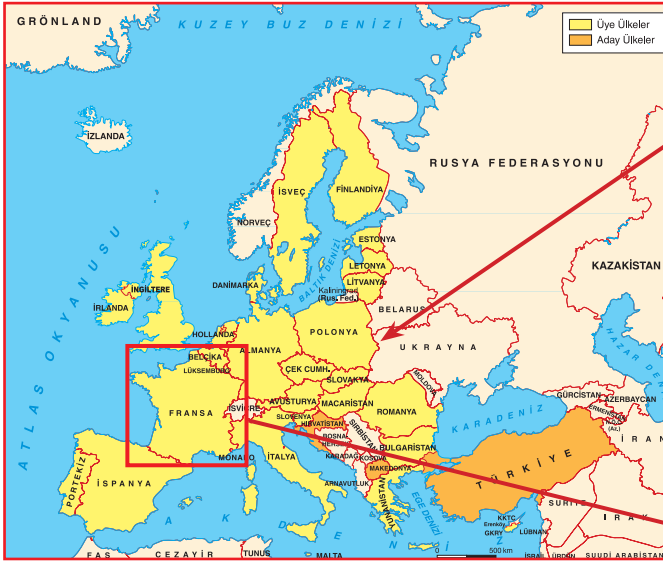 GRÖNLAND
KUZEY BUZ DENİZİ
Üye Ülkeler
Aday Ülkeler
İZLANDA
RUSYA FEDERASYONU
İSVEÇ
FİNLANDİYA
NORVEÇ
ATLAS OKYANUSU
ESTONYA
LETONYA
LİTVANYA
BALTIK DENİZİ
KAZAKİSTAN
DANİMARKA
Kaliningrad
(Rus. Fed.)
İNGİLTERE
İRLANDA
BELARUS
HOLLANDA
POLONYA
UKRAYNA
HAZAR DENİZİ
BELÇİKA
ALMANYA
LÜKSEMBURG
ÇEK CUMH.
SLOVAKYA
MOLDOVA
AVUSTURYA
MACARİSTAN
FRANSA
İSVİÇRE
ROMANYA
SLOVENYA
HIRVATİSTAN
KARADENİZ
GÜRCİSTAN
AZERBAYCAN
ERMENİSTAN
(Az.)
BOSNA
HER.
SIRBİSTAN
İRAN
MONAKO
İTALYA
KARADAĞ
KOSOVA
BULGARİSTAN
MAKEDONYA
TÜRKİYE
PORTEKİZ
İSPANYA
ARNAVUTLUK
YUNANİSTAN
EGE DENİZİ
SURİYE
IRAK
KKTC
Erenköy
GKRY
LÜBNAN
AKDENİZ
FAS
CEZAYİR
TUNUS
MALTA
0
500 km
İSRAİL
ÜRDÜN
SUUDİ ARABİSTAN